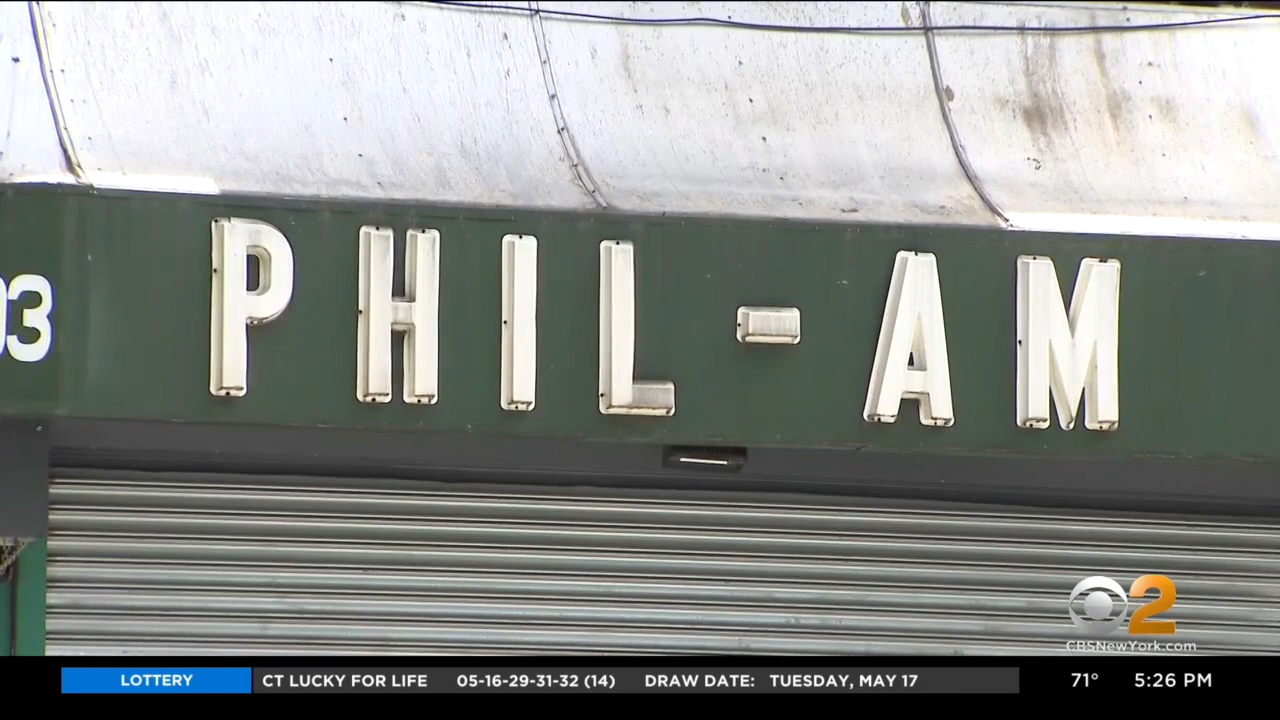 PHIL-AM
03
2
CBSNewYork.com
LOTTERY CT LUCKY FOR LIFE 05-16-29-31-32 (14) DRAW DATE: TUESDAY, MAY 17 71° 5:26 PM